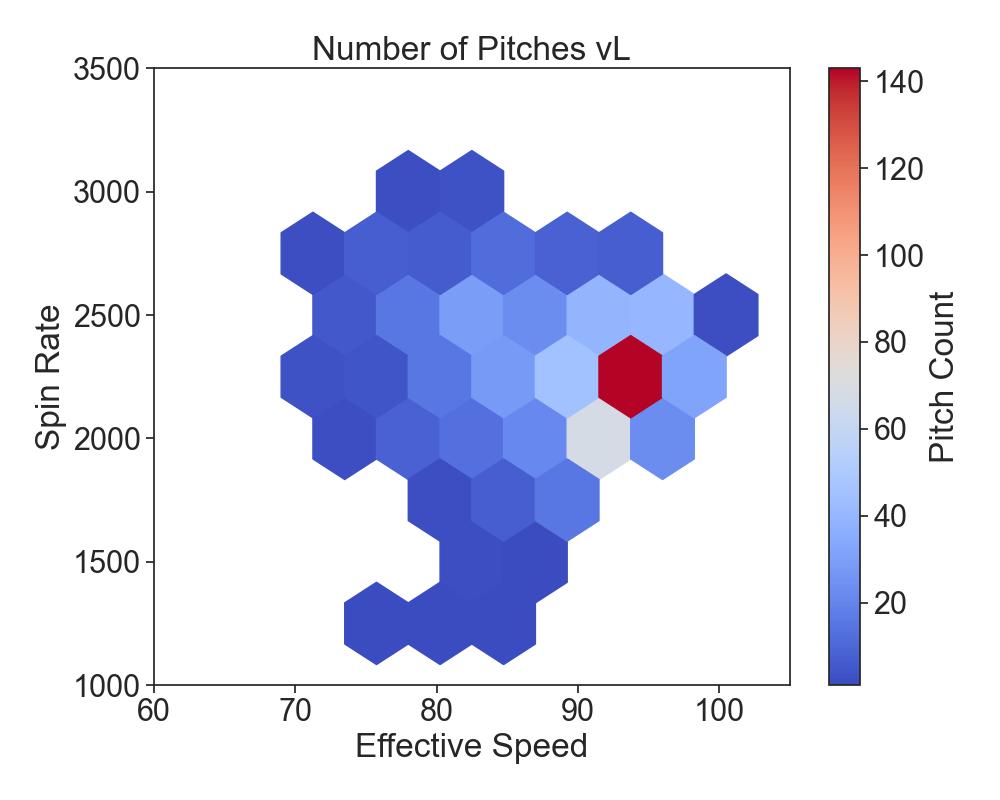 Number of Pitches vL
3500
3000
2500
2000
1500
1000
Spin Rate
60 70 80 90 100
Effective Speed
140
120
100
80
60
40
20
Pitch Count